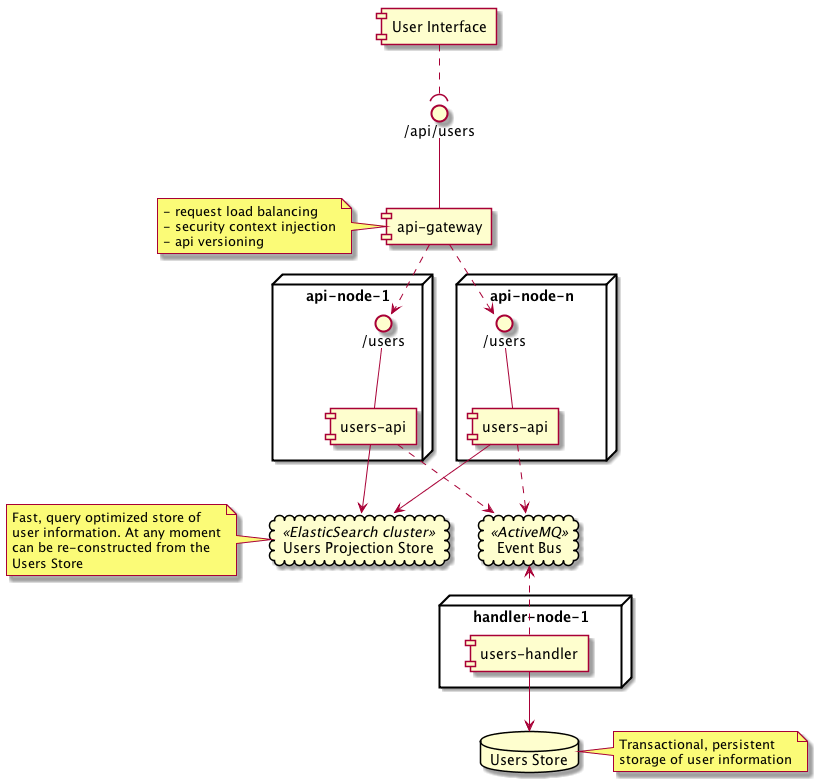 User Interface
/api/users
- request load balancing
- security context injection
- api versioning
api-gateway
api-node-1
api-node-n
/users
/users
users-api
users-api
Fast, query optimized store of
user information. At any moment
can be re-constructed from the
Users Store
«ElasticSearch cluster»
Users Projection Store
«ActiveMQ»
Event Bus
handler-node-1
users-handler
Users Store
Transactional, persistent
storage of user information